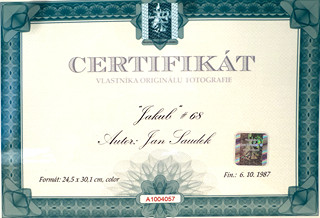 CERTIFIKÁT
VLASTNÍKA ORIGINÁLU FOTOGRAFIE
"Jakub" # 68
Autor: Jan Saudek
Formát: 24,5 x 30,1 cm, color
Fin.: 6. 10. 1987
A1004057